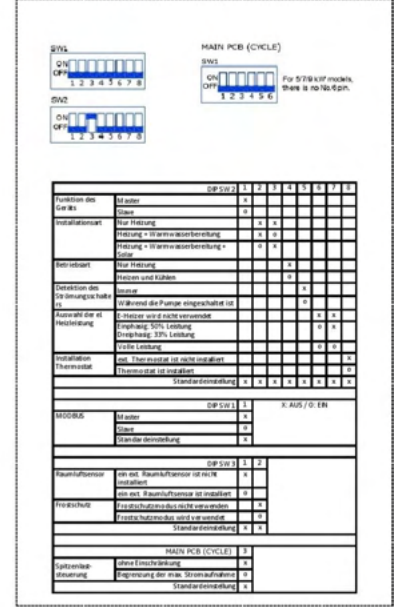 SW1
ON
OFF
1 2 3 4 5 6 7 8
SW2
ON
OFF
1 2 3 4 5 6 7 8
MAIN PCB (CYCLE)
SW1
ON
OFF
1 2 3 4 5 6
For 5/7/9 kW models,
there is no No.6 pin.
DIP SW 2 1 2 3 4 5 6 7 8
Funktion des
Geräts
Master x
Slave o
Installationsart
Nur Heizung x x
Heizung + Warmwasserbereitung x o
Heizung + Warmwasserbereitung +
Solar
o x
Betriebsart
Nur Heizung x
Heizen und Kühlen o
Detektion des
Strömungsschalte
rs
Immer x
Während die Pumpe eingeschaltet ist o
Auswahl der el
Heizleistung
E-Heizer wird nicht verwendet x x
Einphasig: 50% Leistung
Dreiphasig: 33% Leistung
o x
Volle Leistung o o
Installation
Thermostat
ext. Thermostat ist nicht installiert x
Thermostat ist installiert o
Standardeinstellung x x x x x x x x
DIP SW 1 1 X: AUS / O: EIN
MODBUS
Master x
Slave o
Standardeinstellung x
DIP SW 3 1 2
Raumluftsensor
ein ext. Raumluftsensor ist nicht
installiert
x
ein ext. Raumluftsensor ist installiert o
Frostschutz
Frostschutzmodus nicht verwenden x
Frostschutzmodus wird verwendet o
Standardeinstellung x x
MAIN PCB (CYCLE) 3
Spitzenlast-
steuerung
ohne Einschränkung x
Begrenzung der max. Stromaufnahme o
Standardeinstellung x